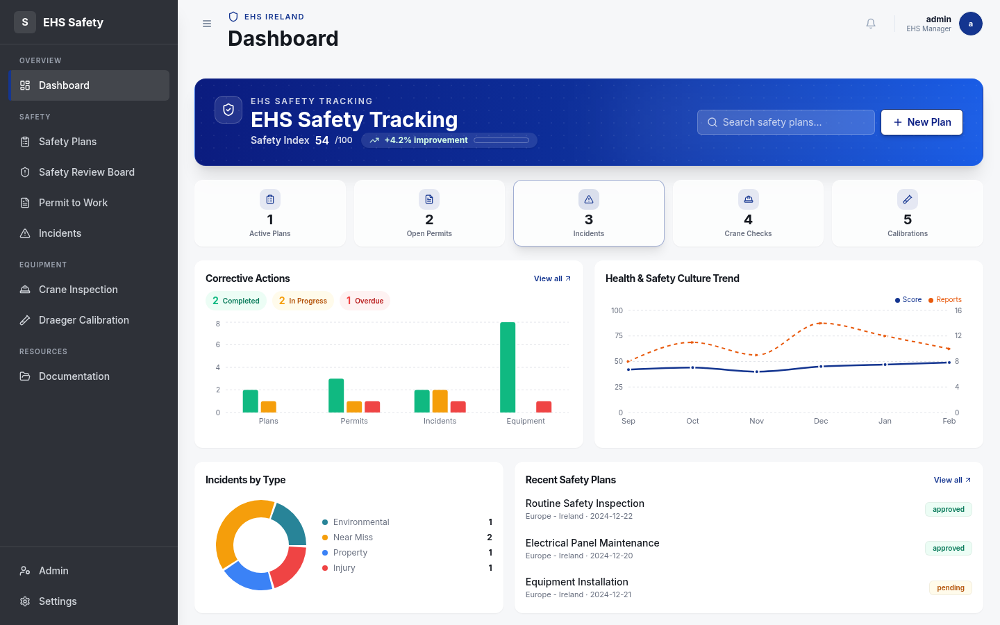 S EHS Safety
OVERVIEW
Dashboard
SAFETY
Safety Plans
Safety Review Board
Permit to Work
Incidents
EQUIPMENT
Crane Inspection
Draeger Calibration
RESOURCES
Documentation
Admin
Settings
EHS IRELAND
Dashboard
admin
EHS Manager
a
EHS SAFETY TRACKING
EHS Safety Tracking
Safety Index 54 /100 +4.2% improvement
Search safety plans...
New Plan
1
Active Plans
2
Open Permits
3
Incidents
4
Crane Checks
5
Calibrations
Corrective Actions
View all
2 Completed 2 In Progress 1 Overdue
8
6
4
2
0
Plans Permits Incidents Equipment
Health & Safety Culture Trend
Score Reports
100 16
75 12
50 8
25 4
0 0
Sep Oct Nov Dec Jan Feb
Incidents by Type
Environmental 1
Near Miss 2
Property 1
Injury 1
Recent Safety Plans
View all
Routine Safety Inspection
Europe - Ireland · 2024-12-22
approved
Electrical Panel Maintenance
Europe - Ireland · 2024-12-20
approved
Equipment Installation
Europe - Ireland · 2024-12-21
pending